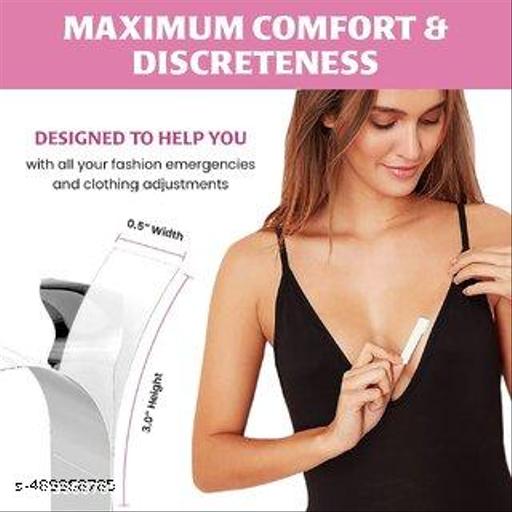 MAXIMUM COMFORT &
DISCRETENESS
DESIGNED TO HELP YOU
with all your fashion emergencies
and clothing adjustments
0.5" Width
3.0" Height